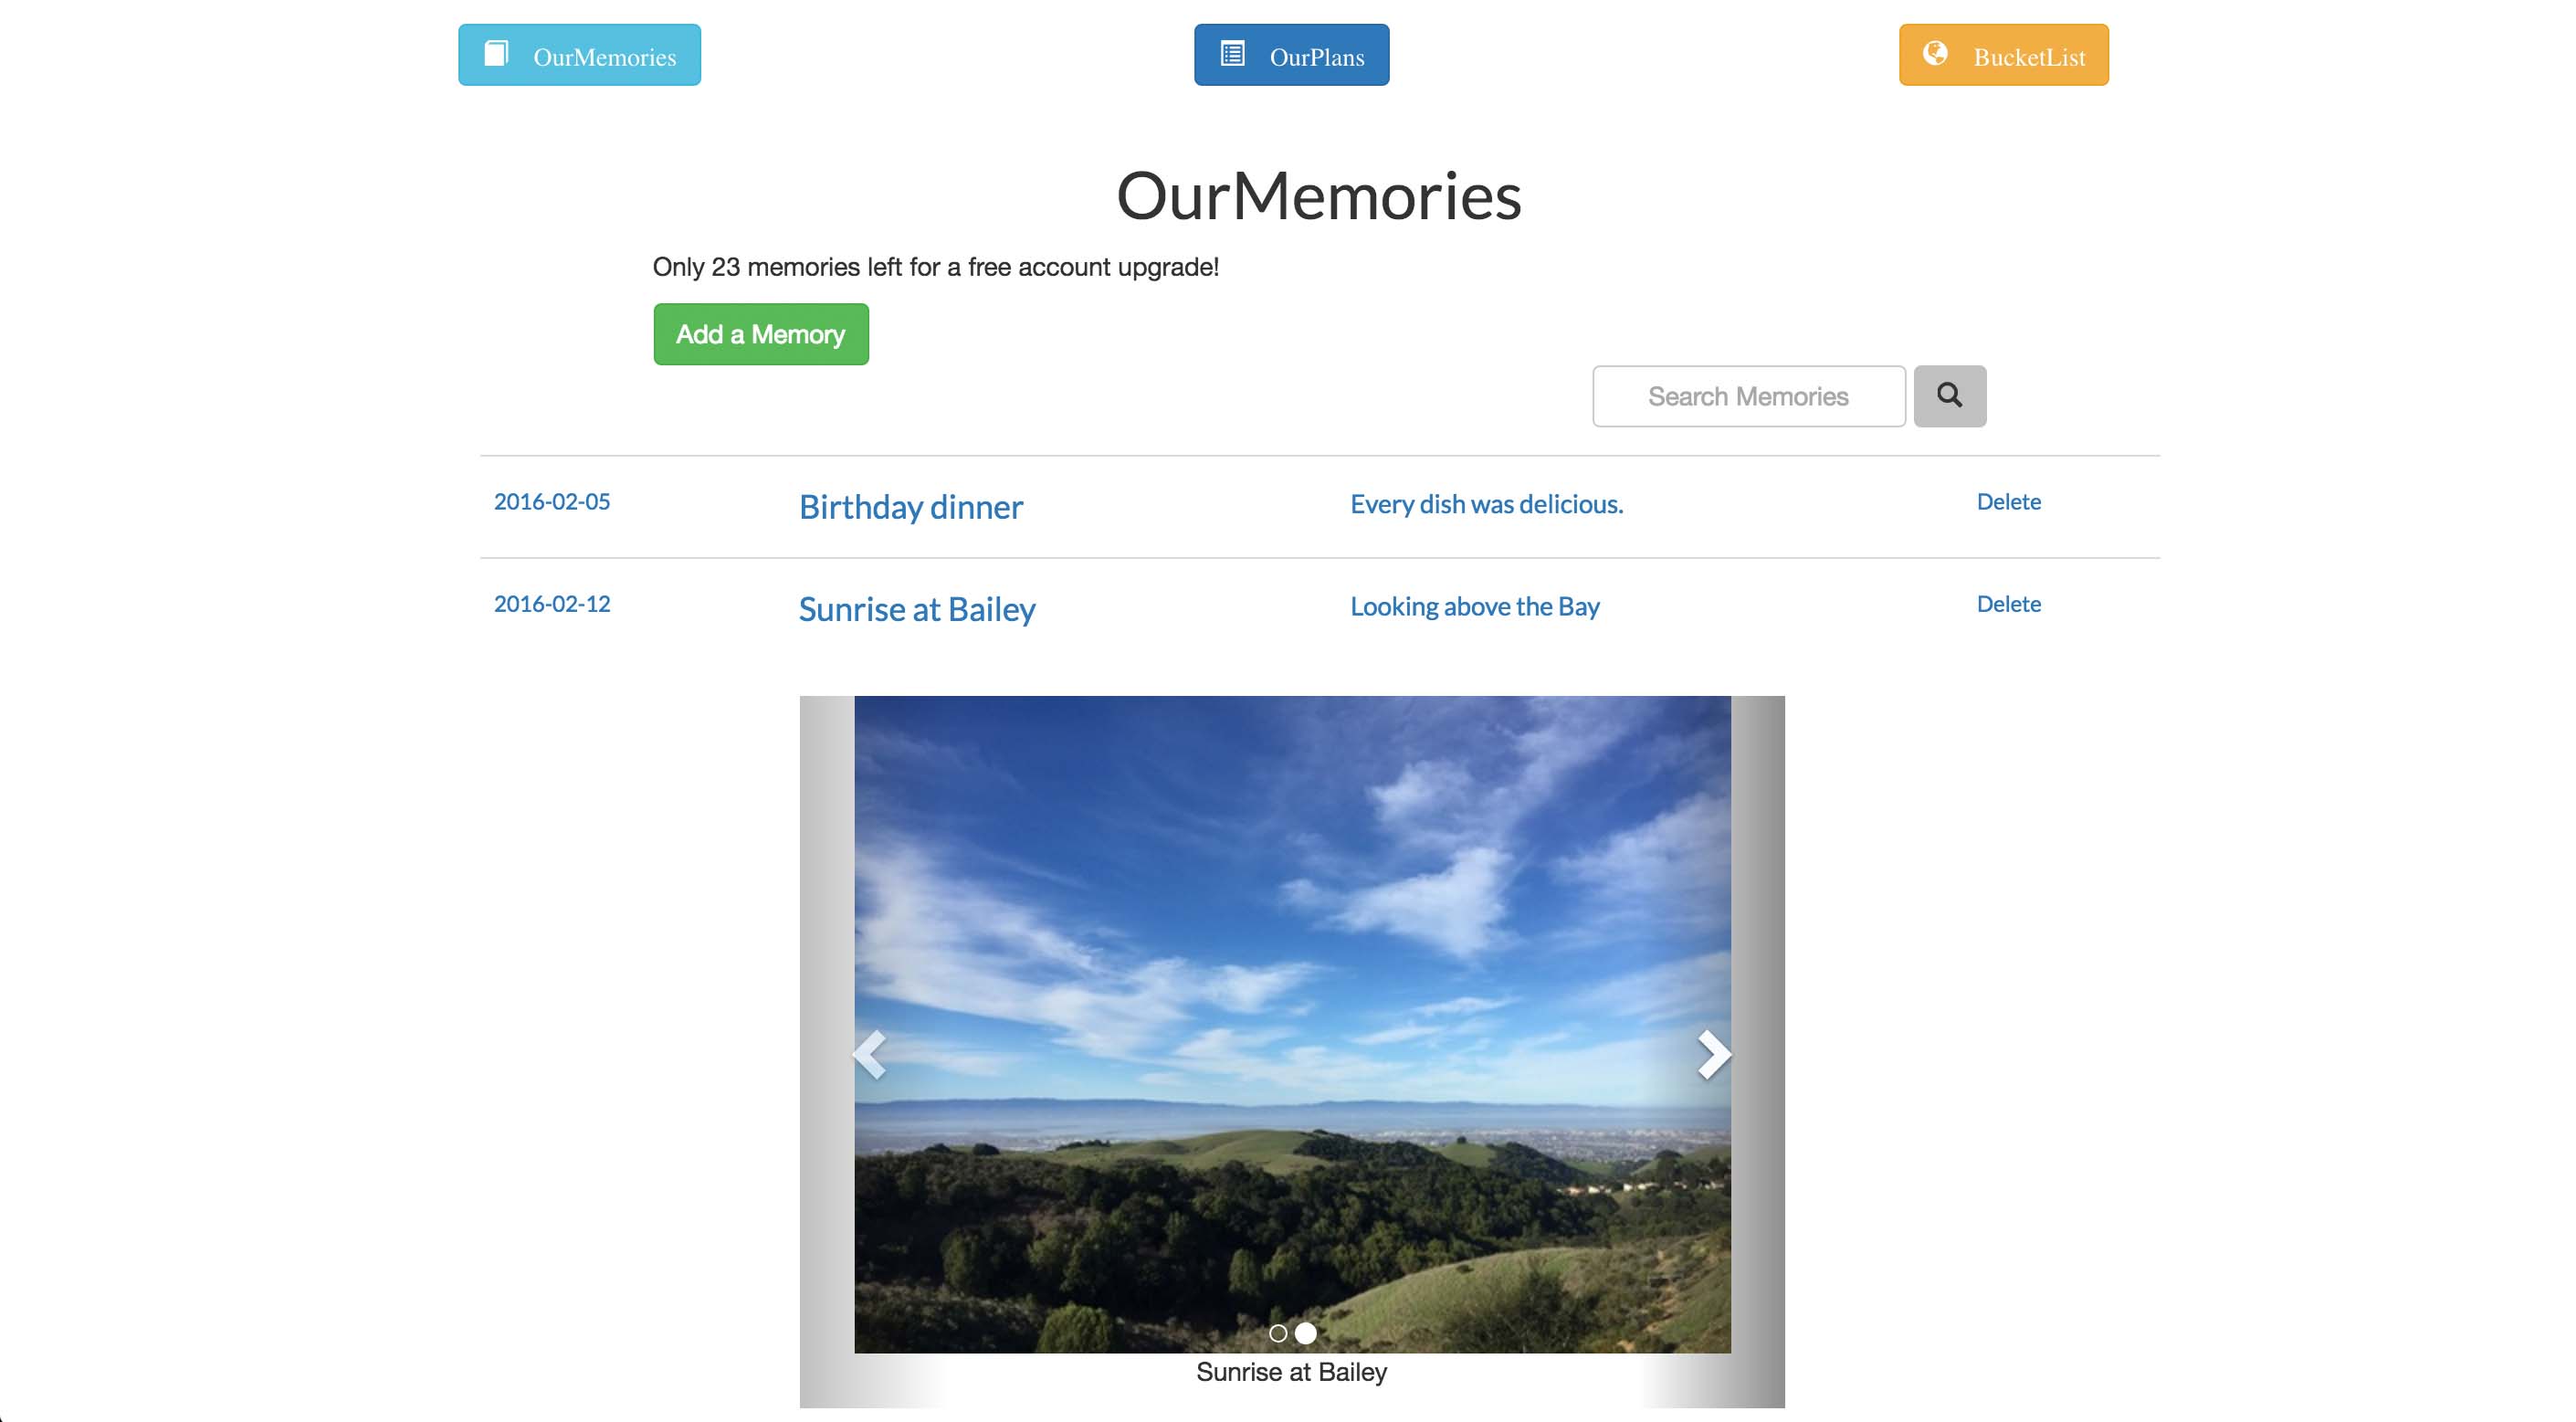 OurMemories
OurPlans
BucketList
OurMemories
Only 23 memories left for a free account upgrade!
Add a Memory
Search Memories
2016-02-05 Birthday dinner Every dish was delicious. Delete
2016-02-12 Sunrise at Bailey Looking above the Bay Delete
Sunrise at Bailey